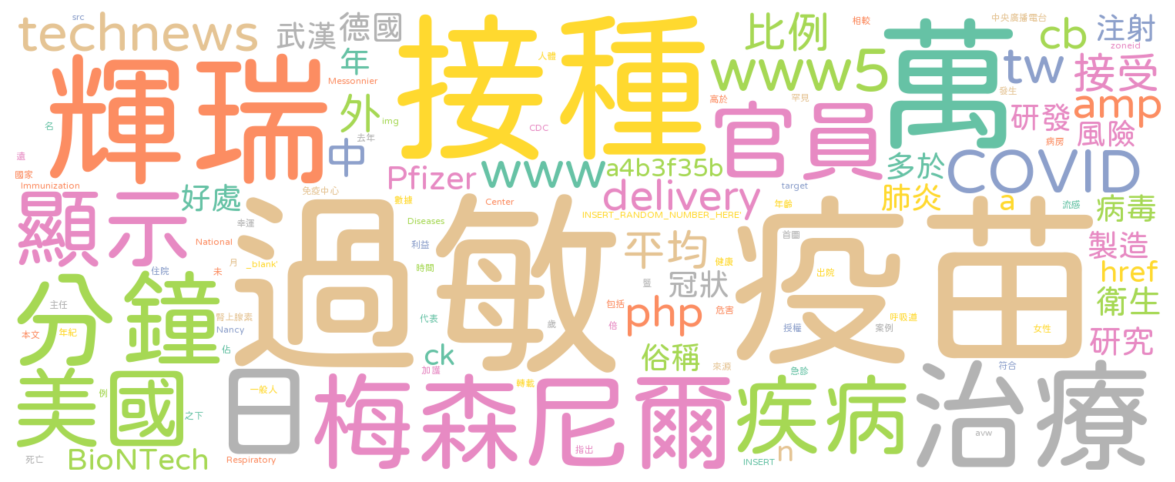 src
technews
武漢
德國
年
Messonnier
人體
接種
比例
相較
中央廣播電台
萬
cb
注射
zoneid
www5
tw
接受
輝瑞
外
img
名
去年
中
CDC
高於
罕見
發生
官員
研發
amp
風險
病房
遠
國家
Immunization
www
a4b3f35b
多於
COVID
Pfizer
delivery
target
肺炎
a
病毒
流感
顯示
好處
免疫中心
Center
數據
年齡
Diseases
INSERT_RANDOM_NUMBER_HERE'
幸運
National
利益
平均
首圖
製造
月
_blank'
住院
未
時間
健康
出院
href
冠狀
過敏
疫苗
衛生
分鐘
主任
背上腺素
Nancy
代表
歲
包括
倍
php
危害
授權
案例
呼吸道
女性
本文
年記
佔
ck
加護
俗稱
來源
急診
符合
研究
美國
例
之下
日
一般人
梅森尼爾
轉載
疾病
治療
死亡
BioNTech
Respiratory
指出
INSERT
n
avw